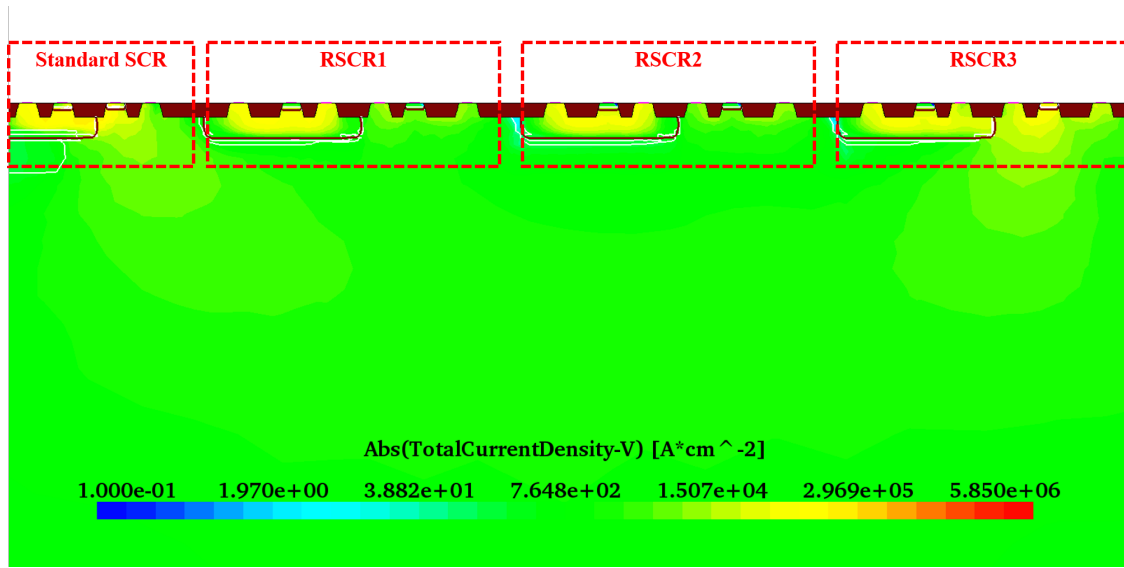 Standard SCR
RSCR1
RSCR2
RSCR3
Abs(TotalCurrentDensity-V) [A*cm^-2]
1.000e-01 1.970e+00 3.882e+01 7.648e+02 1.507e+04 2.969e+05 5.850e+06